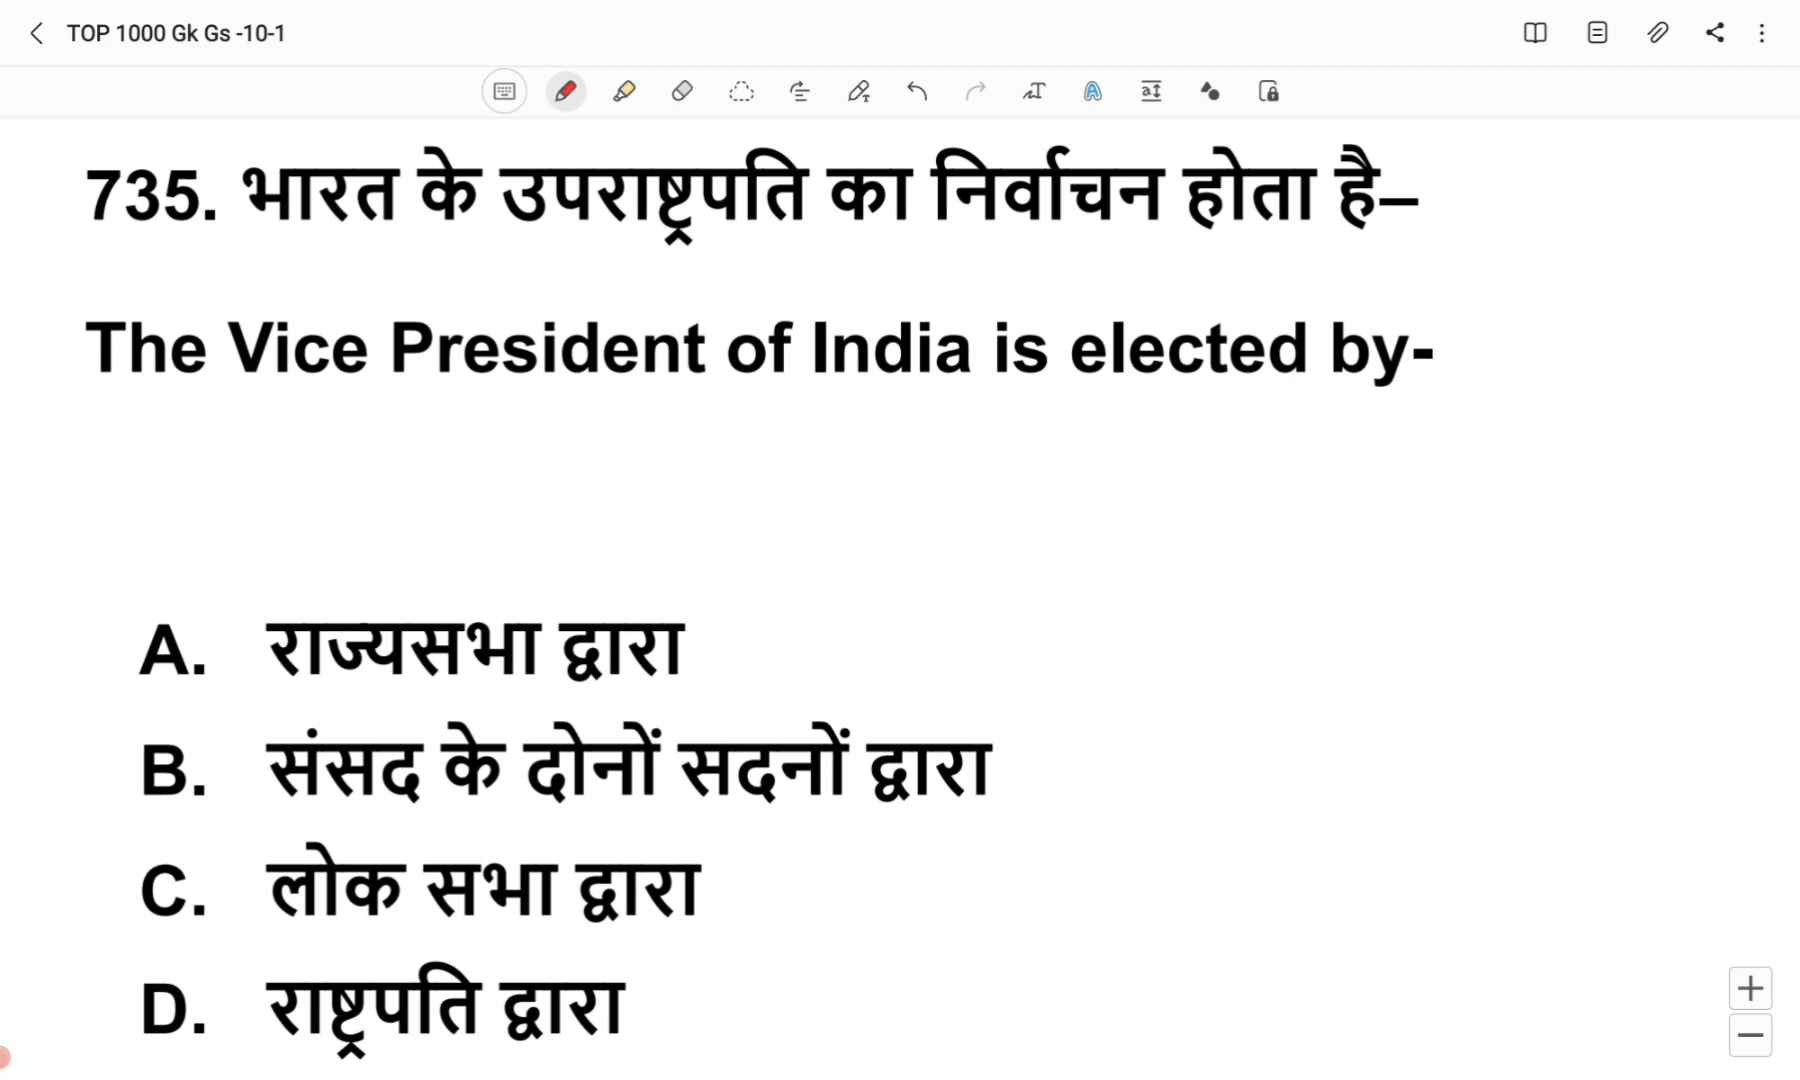 TOP 1000 Gk Gs -10-1
735. भारत के उपराष्ट्रपति का निर्वाचन होता है–
The Vice President of India is elected by-
A. राज्यसभा द्वारा
B. संसद के दोनों सदनों द्वारा
C. लोक सभा द्वारा
D. राष्ट्रपति द्वारा